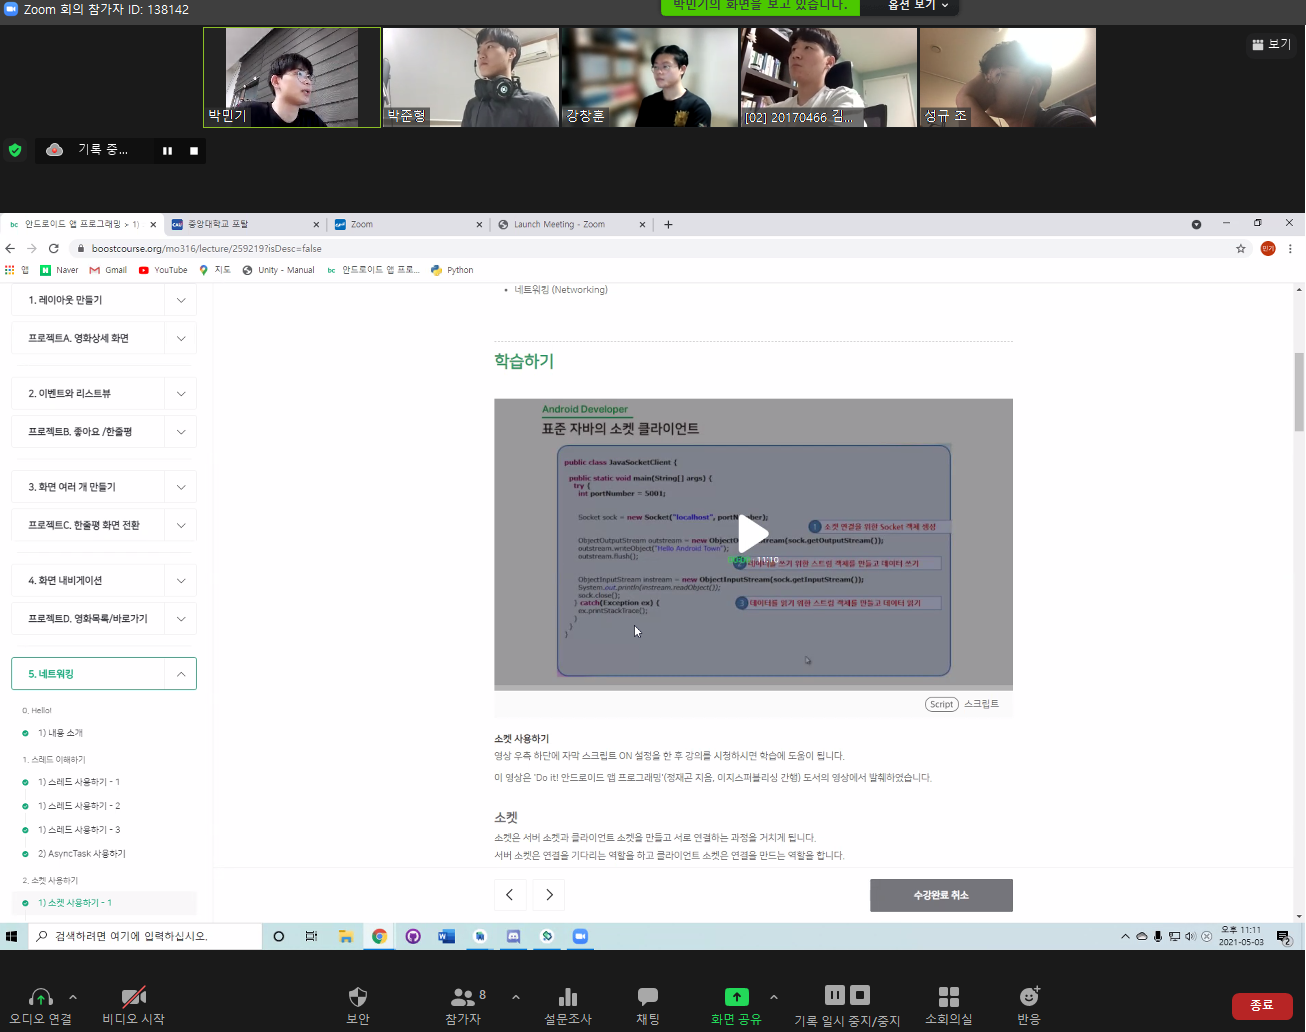 Zoom 회의 참가자 ID: 138142
박민기의 화면을 보고 있습니다.
옵션 보기
보기
박민기
박준형
강창훈
[02] 20170466 김...
성규 조
기록 중...
안드로이드 앱 프로그래밍 > 1)
중앙대학교 포탈
Zoom
Launch Meeting - Zoom
boostcourse.org/mo316/lecture/259219?isDesc=false
민기
앱
Naver
Gmail
YouTube
지도
Unity - Manual
안드로이드 앱 프로...
Python
1. 레이아웃 만들기
프로젝트A. 영화상세 화면
2. 이벤트와 리스트뷰
프로젝트B. 좋아요 /한줄평
3. 화면 여러 개 만들기
프로젝트C. 한줄평 화면 전환
4. 화면 내비게이션
프로젝트D. 영화목록/바로가기
5. 네트워킹
0. Hello!
1) 내용 소개
1. 스레드 이해하기
1) 스레드 사용하기 - 1
1) 스레드 사용하기 - 2
1) 스레드 사용하기 - 3
2) AsyncTask 사용하기
2. 소켓 사용하기
1) 소켓 사용하기 - 1
• 네트워킹 (Networking)
학습하기
Android Developer
표준 자바의 소켓 클라이언트
public class JavaSocketClient {
public static void main(String[] args) {
try {
int portNumber = 5001;
Socket sock = new Socket("localhost", portNumber);
1 소켓 연결을 위한 Socket 객체 생성
ObjectOutputStream outstream = new ObjectOutputStream(sock.getOutputStream());
outstream.writeObject("Hello Android Town");
outstream.flush();
11:19
2 데이터를 쓰기 위한 스트림 객체를 만들고 데이터 쓰기
ObjectInputStream instream = new ObjectInputStream(sock.getInputStream());
System.out.println(instream.readObject());
sock.close();
} catch(Exception ex) {
3 데이터를 읽기 위한 스트림 객체를 만들고 데이터 읽기
ex.printStackTrace();
}
}
}
Script 스크립트
소켓 사용하기
영상 우측 하단에 자막 스크립트 ON 설정을 한 후 강의를 시청하시면 학습에 도움이 됩니다.
이 영상은 'Do it! 안드로이드 앱 프로그래밍'(정재곤 지음, 이지스퍼블리싱 간행) 도서의 영상에서 발췌하였습니다.
소켓
소켓은 서버 소켓과 클라이언트 소켓을 만들고 서로 연결하는 과정을 거치게 됩니다.
서버 소켓은 연결을 기다리는 역할을 하고 클라이언트 소켓은 연결을 만드는 역할을 합니다.
수강완료 취소
검색하려면 여기에 입력하십시오.
오후 11:11
2021-05-03
2
오디오 연결
비디오 시작
보안
참가자
8
설문조사
채팅
화면 공유
기록 일시 중지/중지
소회의실
반응
종료